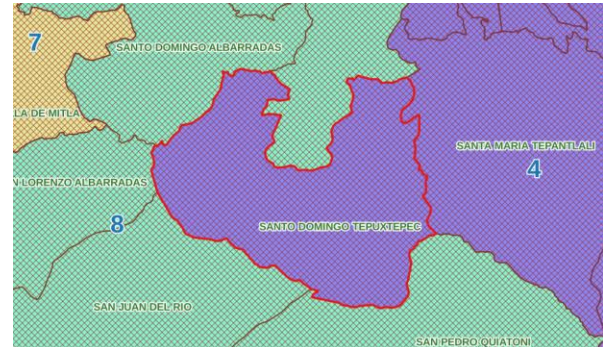 7
SANTO DOMINGO ALBARRADAS
LA DE MITLA
SANTA MARIA TEPANTLALI
4
N LORENZO ALBARRADAS
8
SANTO DOMINGO TEPUXTEPEC
SAN JUAN DEL RIO
SAN PEDRO QUIATONI